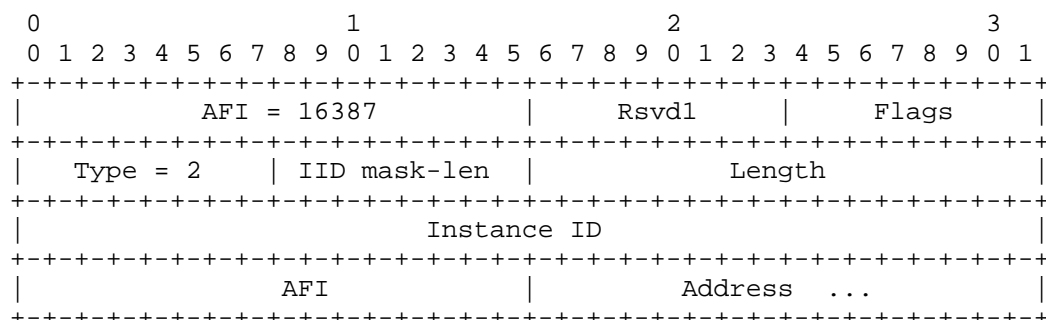 0                   1                   2                   3
 0 1 2 3 4 5 6 7 8 9 0 1 2 3 4 5 6 7 8 9 0 1 2 3 4 5 6 7 8 9 0 1
+-+-+-+-+-+-+-+-+-+-+-+-+-+-+-+-+-+-+-+-+-+-+-+-+-+-+-+-+-+-+-+-+
|           AFI = 16387         |     Rsvd1     |     Flags     |
+-+-+-+-+-+-+-+-+-+-+-+-+-+-+-+-+-+-+-+-+-+-+-+-+-+-+-+-+-+-+-+-+
|   Type = 2    | IID mask-len  |            Length             |
+-+-+-+-+-+-+-+-+-+-+-+-+-+-+-+-+-+-+-+-+-+-+-+-+-+-+-+-+-+-+-+-+
|                         Instance ID                           |
+-+-+-+-+-+-+-+-+-+-+-+-+-+-+-+-+-+-+-+-+-+-+-+-+-+-+-+-+-+-+-+-+
|                AFI            |         Address  ...          |
+-+-+-+-+-+-+-+-+-+-+-+-+-+-+-+-+-+-+-+-+-+-+-+-+-+-+-+-+-+-+-+-+